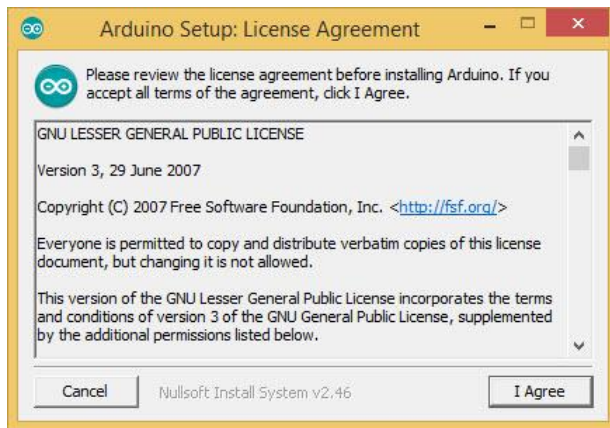 Arduino Setup: License Agreement
Please review the license agreement before installing Arduino. If you
accept all terms of the agreement, click I Agree.
GNU LESSER GENERAL PUBLIC LICENSE
Version 3, 29 June 2007
Copyright (C) 2007 Free Software Foundation, Inc. <http://fsf.org/>
Everyone is permitted to copy and distribute verbatim copies of this license
document, but changing it is not allowed.
This version of the GNU Lesser General Public License incorporates the terms
and conditions of version 3 of the GNU General Public License, supplemented
by the additional permissions listed below.
Cancel
Nullsoft Install System v2.46
I Agree